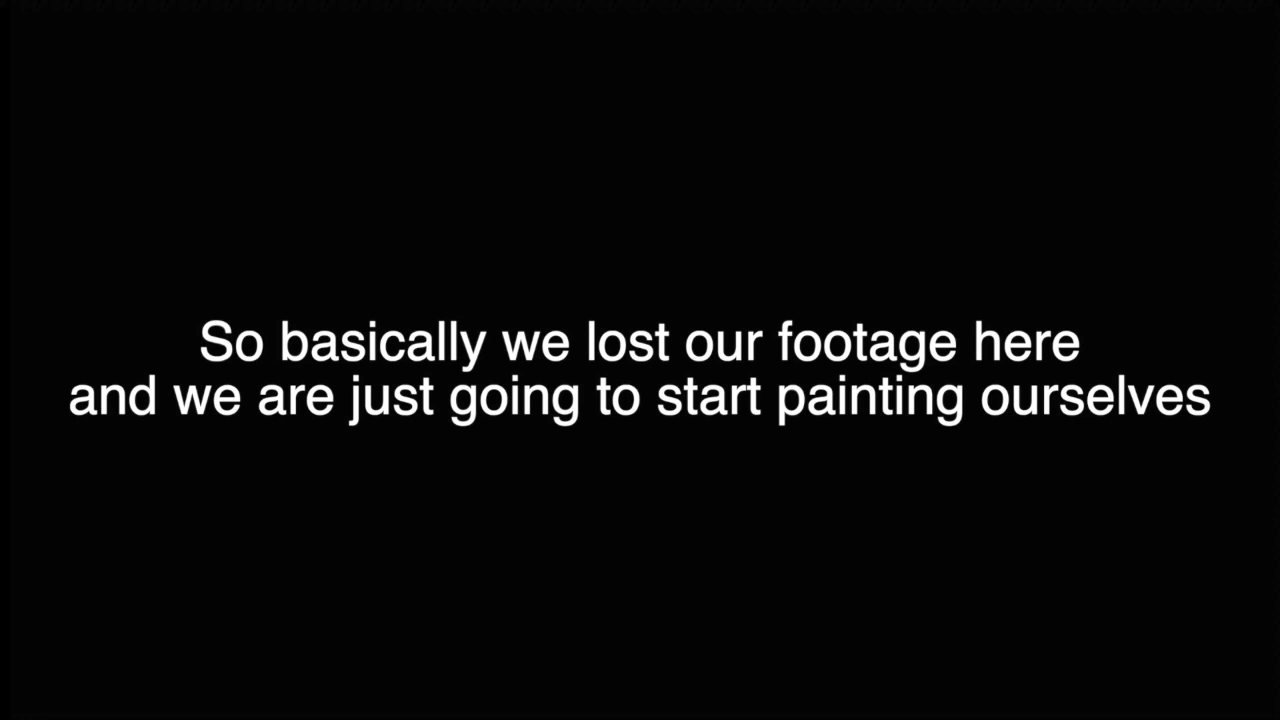 So basically we lost our footage here
and we are just going to start painting ourselves